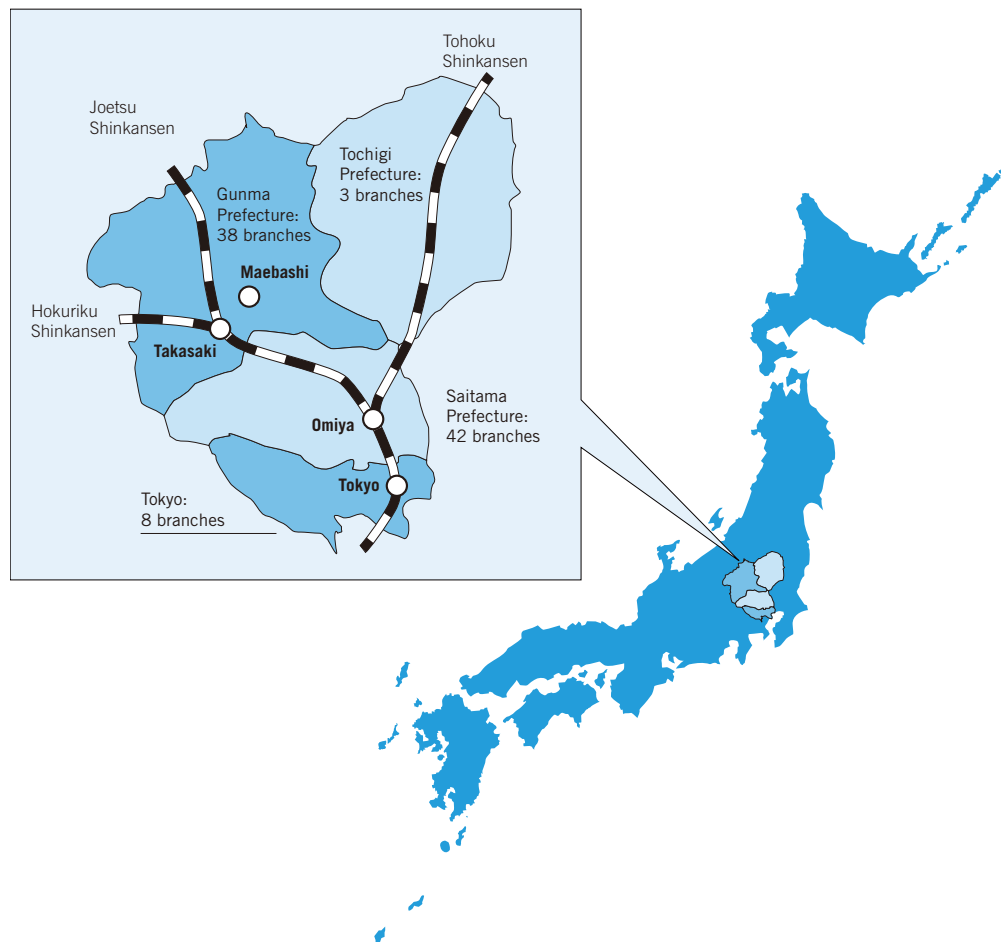 Tohoku
Shinkansen
Joetsu
Shinkansen
Tochigi
Prefecture:
3 branches
Gunma
Prefecture:
38 branches
Maebashi
Hokuriku
Shinkansen
Takasaki
Saitama
Prefecture:
42 branches
Omiya
Tokyo
Tokyo:
8 branches